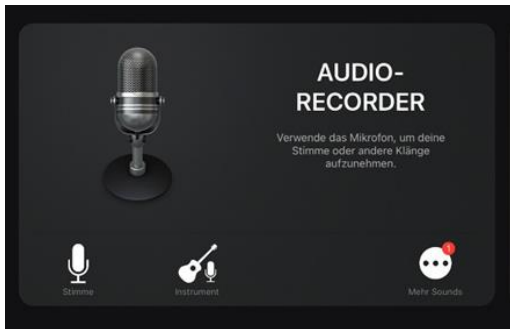 AUDIO-
RECORDER
Verwende das Mikrofon, um deine
Stimme oder andere Klänge
aufzunehmen.
1
Stimme
Instrument
Mehr Sounds